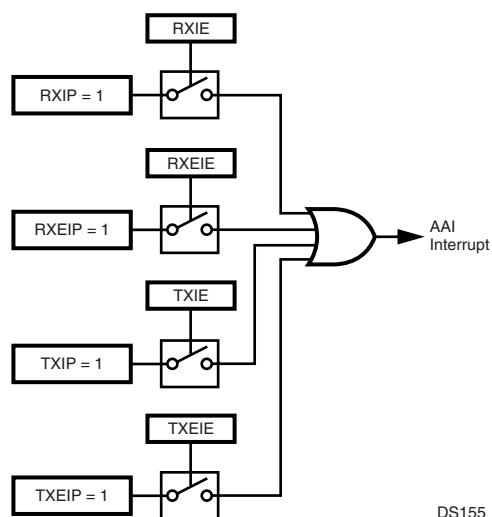 RXIE
RXIP = 1
RXEIE
RXEIP = 1
AAI
Interrupt
TXIE
TXIP = 1
TXEIE
TXEIP = 1
DS155